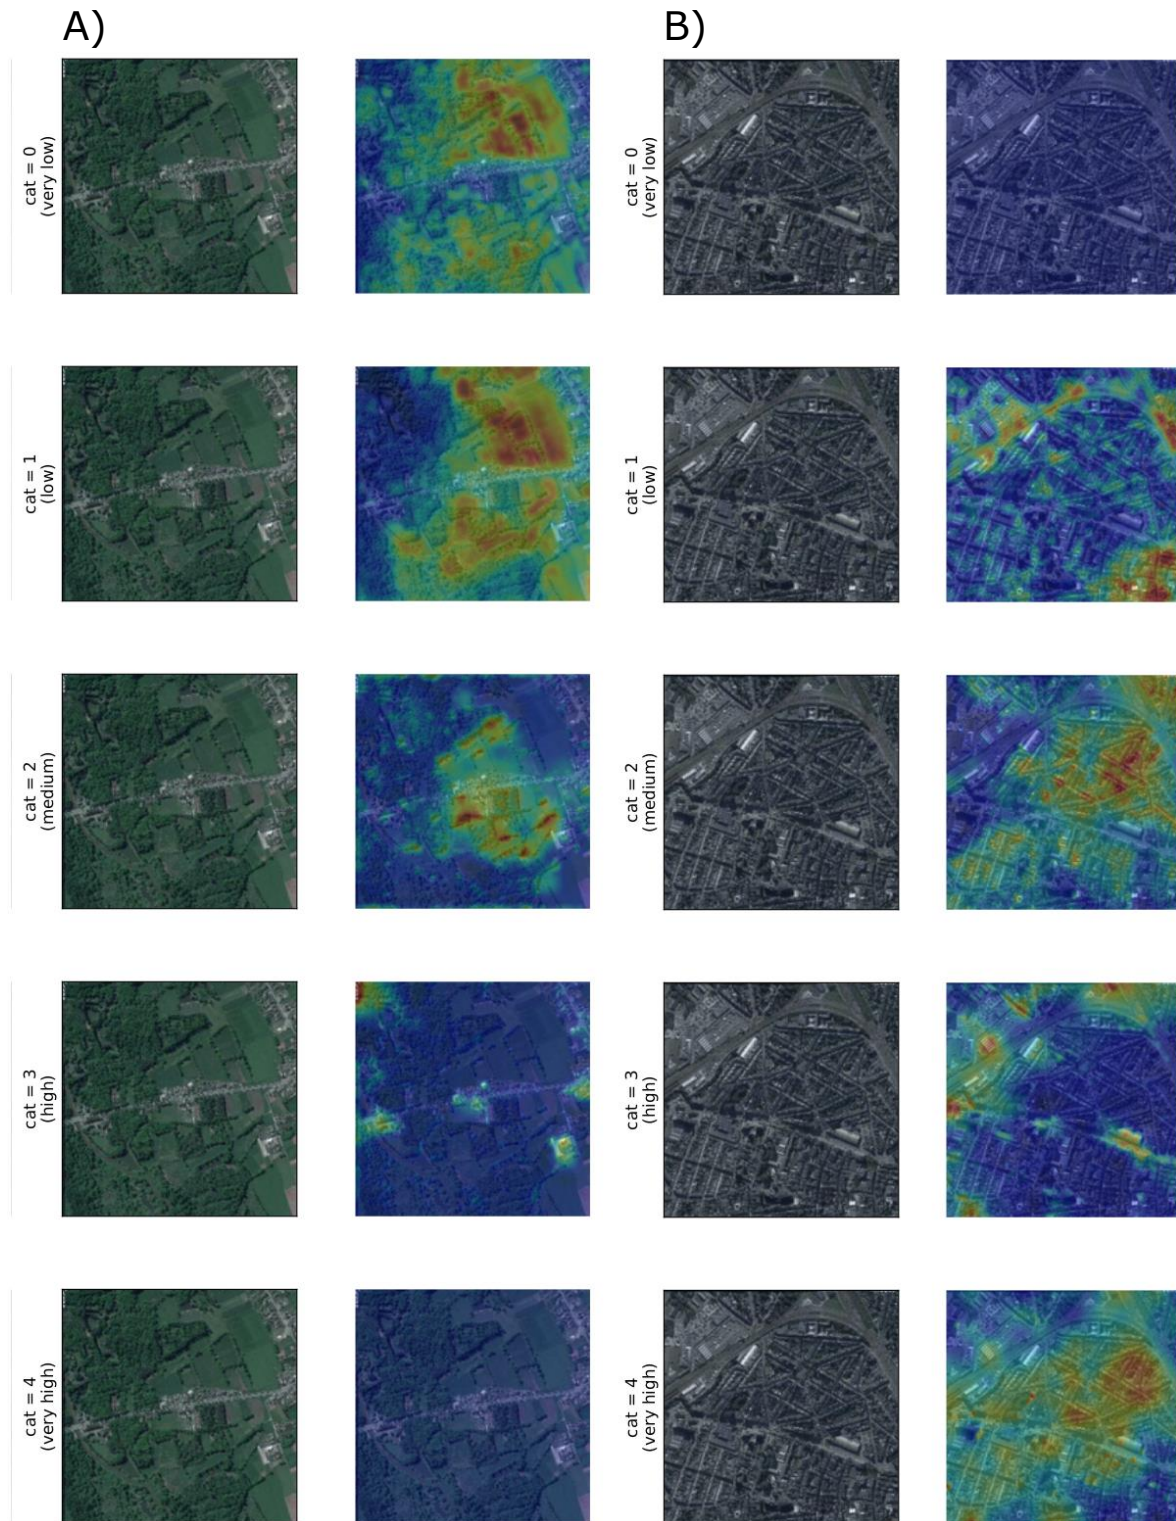 A)
B)
cat = 0
(very low)
cat = 0
(very low)
cat = 1
(low)
cat = 1
(low)
cat = 2
(medium)
cat = 2
(medium)
cat = 3
(high)
cat = 3
(high)
cat = 4
(very high)
cat = 4
(very high)